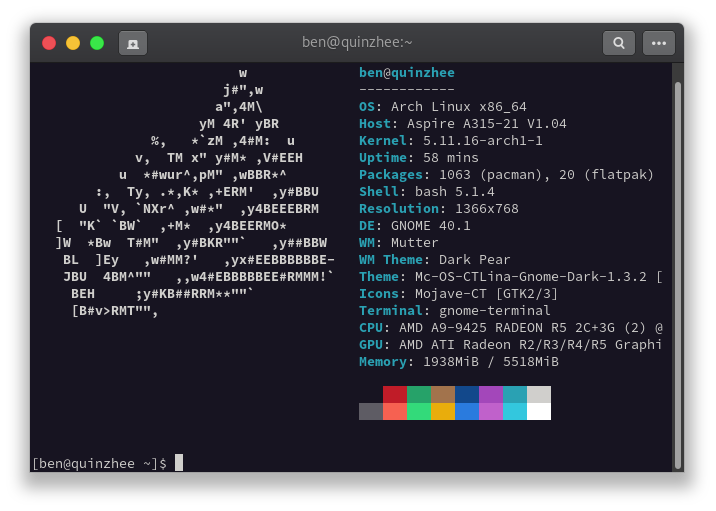 ben@quinzhee:~
w                ben@quinzhee
j#",w            ------------
a",4M\           OS: Arch Linux x86_64
yM 4R' yBR       Host: Aspire A315-21 V1.04
%,   *`zM ,4#M:  u        Kernel: 5.11.16-arch1-1
v,  TM x" y#M* ,V#EEH       Uptime: 58 mins
u  *#wur^,pM" ,wBBR*^        Packages: 1063 (pacman), 20 (flatpak)
:,  Ty, .*,K* ,+ERM'  ,y#BBU     Shell: bash 5.1.4
U  "V, `NXr^ ,w#*"  ,y4BEEEBRM     Resolution: 1366x768
[  "K` `BW`  ,+M*  ,y4BEERMO*         DE: GNOME 40.1
]W  *Bw  T#M"  ,y#BKR""`   ,y##BBW    WM: Mutter
BL  ]Ey   ,w#MM?'   ,yx#EEBBBBBBE-   WM Theme: Dark Pear
JBU  4BM^""   ,,w4#EBBBBBEE#RMMM!`   Theme: Mc-OS-CTLina-Gnome-Dark-1.3.2 [
BEH     ;y#KB##RRM**""`             Icons: Mojave-CT [GTK2/3]
[B#v>RMT"",                         Terminal: gnome-terminal
CPU: AMD A9-9425 RADEON R5 2C+3G (2) @
GPU: AMD ATI Radeon R2/R3/R4/R5 Graphi
Memory: 1938MiB / 5518MiB
[ben@quinzhee ~]$